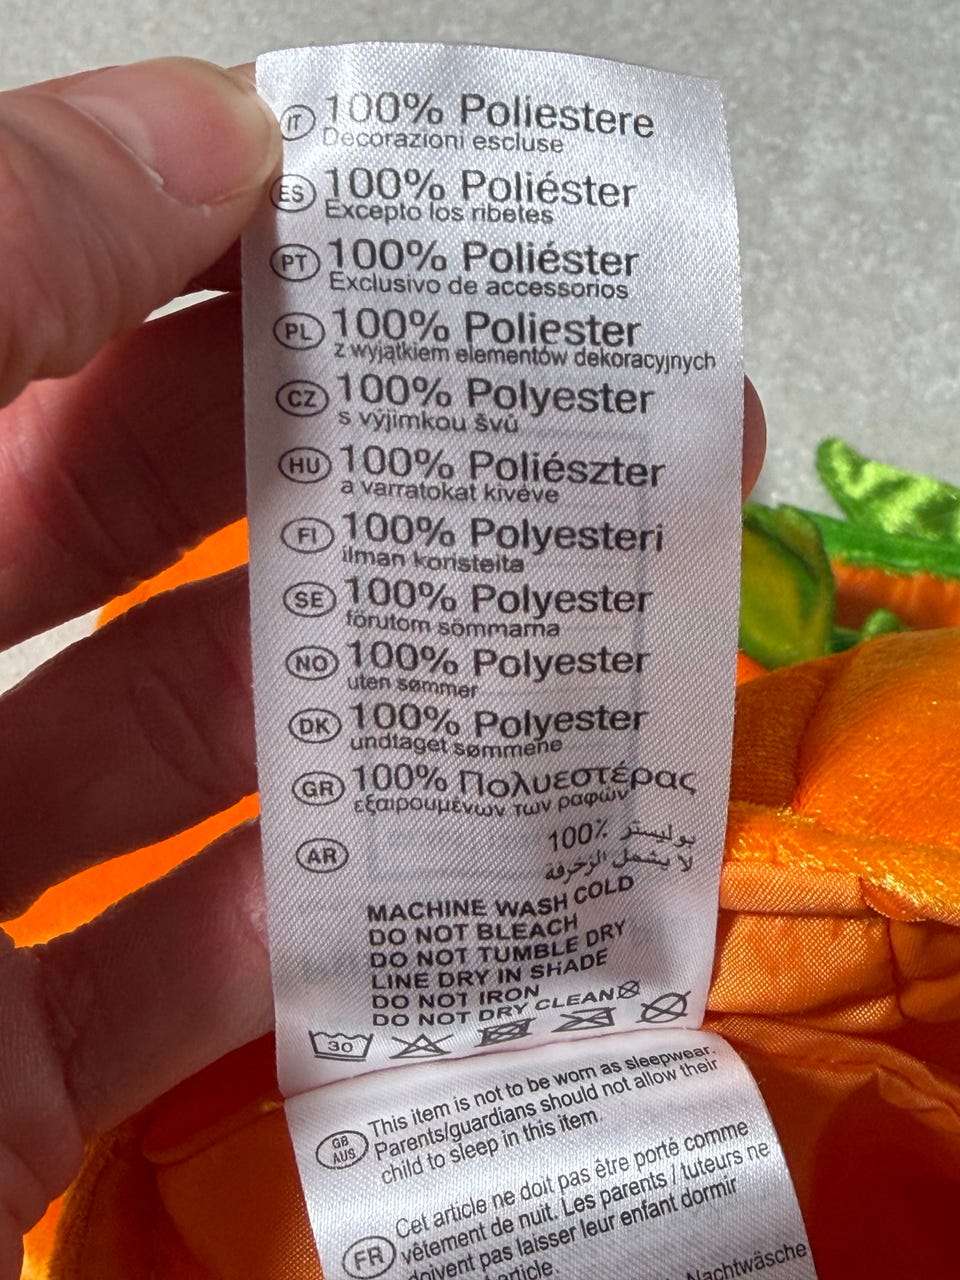 IT 100% Poliestere
Decorazioni escluse
ES 100% Poliéster
Excepto los ribetes
PT 100% Poliéster
Exclusivo de accessorios
PL 100% Poliester
z wyjątkiem elementów dekoracyjnych
CZ 100% Polyester
s výjimkou švů
HU 100% Poliészter
a varratokat kivéve
FI 100% Polyesteri
ilman koristeita
SE 100% Polyester
förutom sömmarna
NO 100% Polyester
uten sømmer
DK 100% Polyester
undtaget sømmene
GR 100% Πολυεστέρας
εξαιρουμένων των ραφών
AR 100٪ بوليستر
لا يشمل الزخرفة
MACHINE WASH COLD
DO NOT BLEACH
DO NOT TUMBLE DRY
LINE DRY IN SHADE
DO NOT IRON
DO NOT DRY CLEAN
30
GB AUS This item is not to be worn as sleepwear.
Parents/guardians should not allow their
child to sleep in this item.
FR Cet article ne doit pas être porté comme
vêtement de nuit. Les parents / tuteurs ne
doivent pas laisser leur enfant dormir
article.
Nachtwäsche